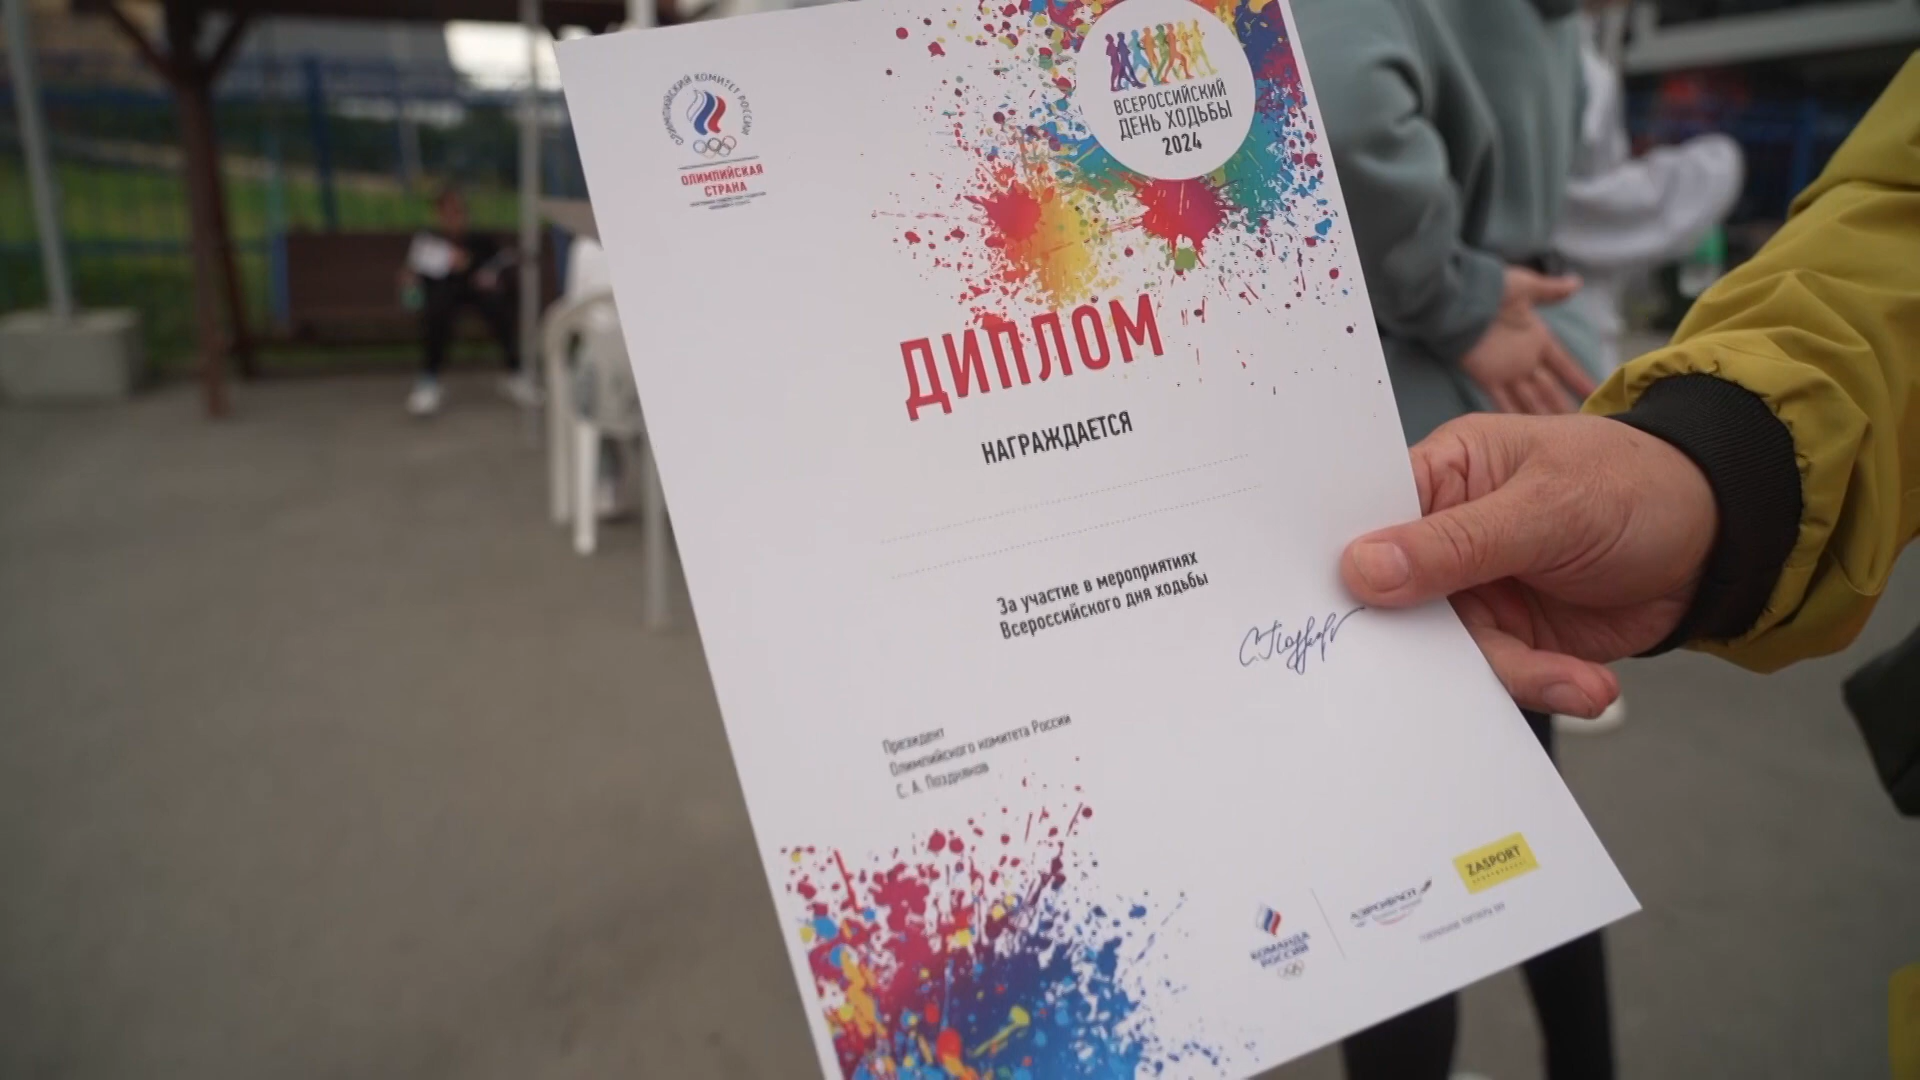 ОЛИМПИЙСКИЙ КОМИТЕТ РОССИИ
ОЛИМПИЙСКАЯ
СТРАНА
ВСЕРОССИЙСКИЙ
ДЕНЬ ХОДЬБЫ
2024
ДИПЛОМ
НАГРАЖДАЕТСЯ
За участие в мероприятиях
Всероссийского дня ходьбы
Президент
Олимпийского комитета России
С. А. Поздняков
КОМАНДА
РОССИИ
АЭРОФЛОТ
ZASPORT